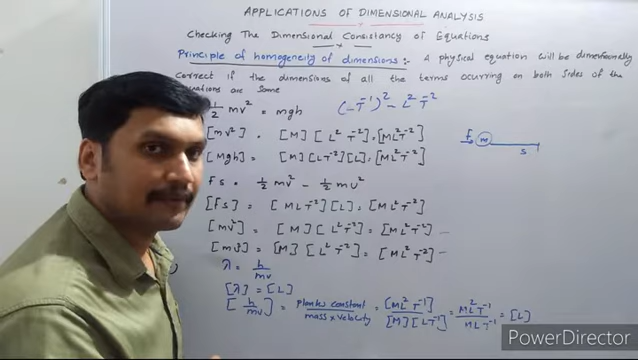 APPLICATIONS OF DIMENSIONAL ANALYSIS
Checking The Dimensional Consistancy of Equations
Principle of homogeneity of dimensions:- A physical equation will be dimensionally
correct if the dimensions of all the terms ocurring on both sides of the
equations are same
½ mv² = mgh (LT⁻¹)² - L² T⁻²
[mv²] = [M] [L² T⁻²] = [ML²T⁻²]
[Mgh] = [M] [LT⁻²] [L] = [ML²T⁻²]
F m
S
FS = ½ mv² - ½ mu²
[FS] = [MLT⁻²] [L] = [ML²T⁻²]
[mv²] = [M] [L²T⁻²] = [ML²T⁻²]
[mu²] = [M] [L²T⁻²] = [ML²T⁻²]
λ = h/mv
[λ] = [L]
[h/mv] = planks constant / mass x velocity = [ML²T⁻¹] / [M] [LT⁻¹] = ML²T⁻¹ / MLT⁻¹ = [L]
PowerDirector